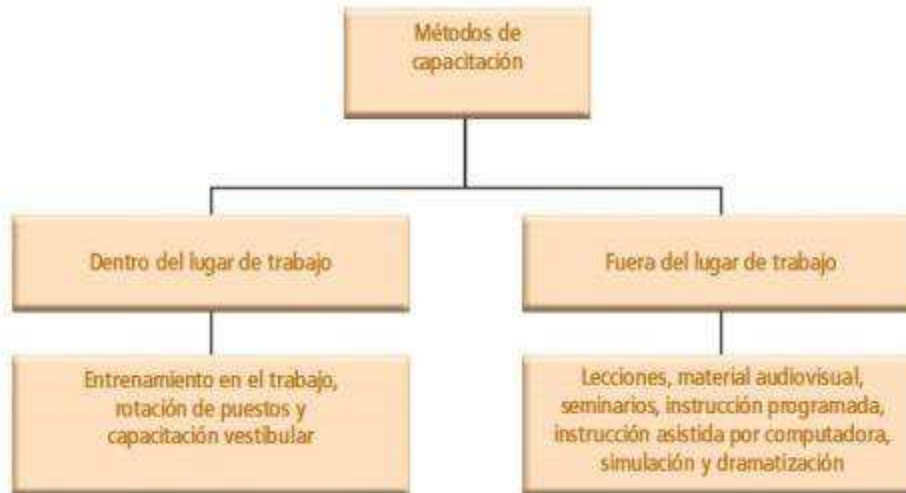 Métodos de
capacitación
Dentro del lugar de trabajo
Fuera del lugar de trabajo
Entrenamiento en el trabajo,
rotación de puestos y
capacitación vestibular
Lecciones, material audiovisual,
seminarios, instrucción programada,
instrucción asistida por computadora,
simulación y dramatización